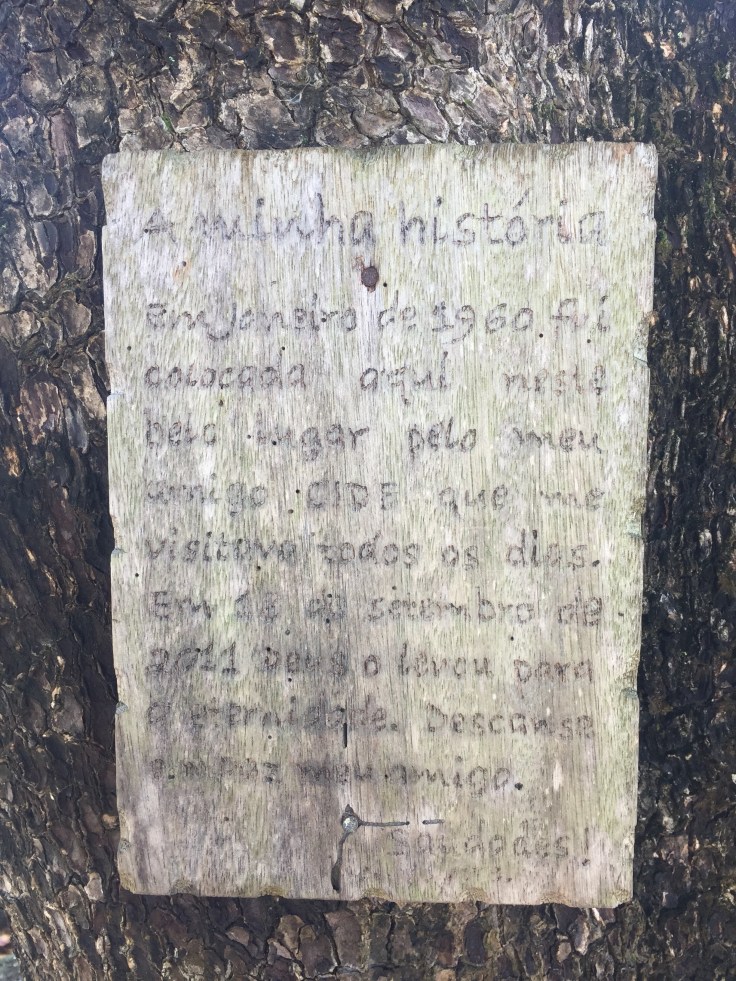 A minha história
Em janeiro de 1960 fui
colocada aqui neste
belo lugar pelo meu
amigo CIDE que me
visitava todos os dias.
Em de setembro de
2011 Deus o levou para
a eternidade. Descanse
em paz meu amigo.
Saudades!